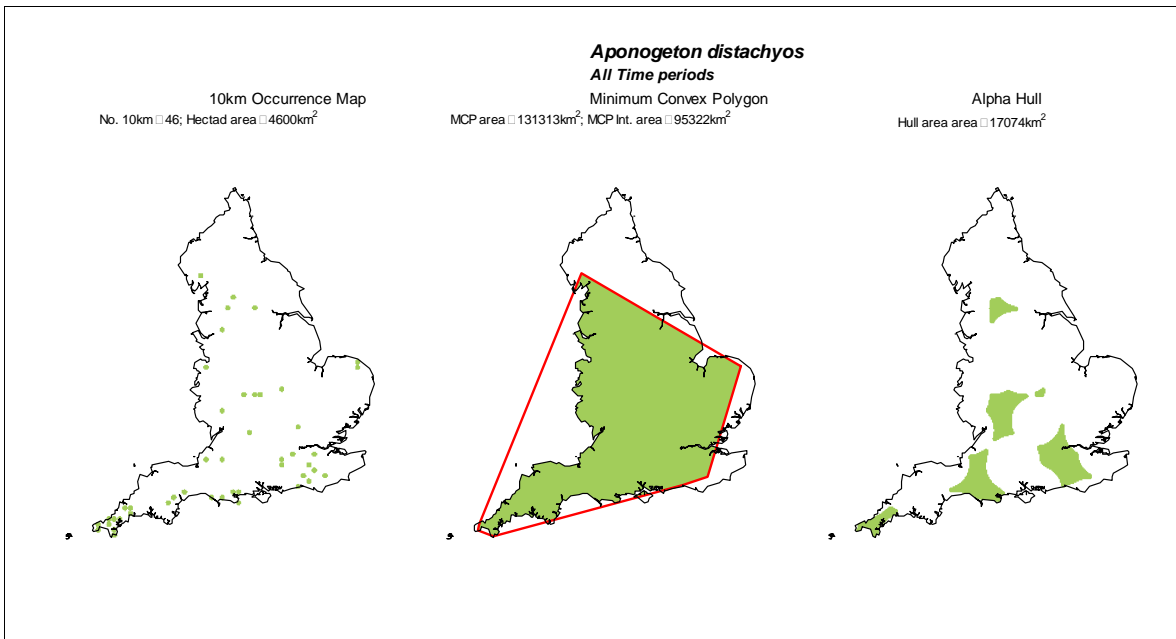 Aponogeton distachyos
All Time periods
10km Occurrence Map
No. 10km □ 46; Hectad area □ 4600km²
Minimum Convex Polygon
MCP area □ 131313km²; MCP Int. area □ 95322km²
Alpha Hull
Hull area area □ 17074km²